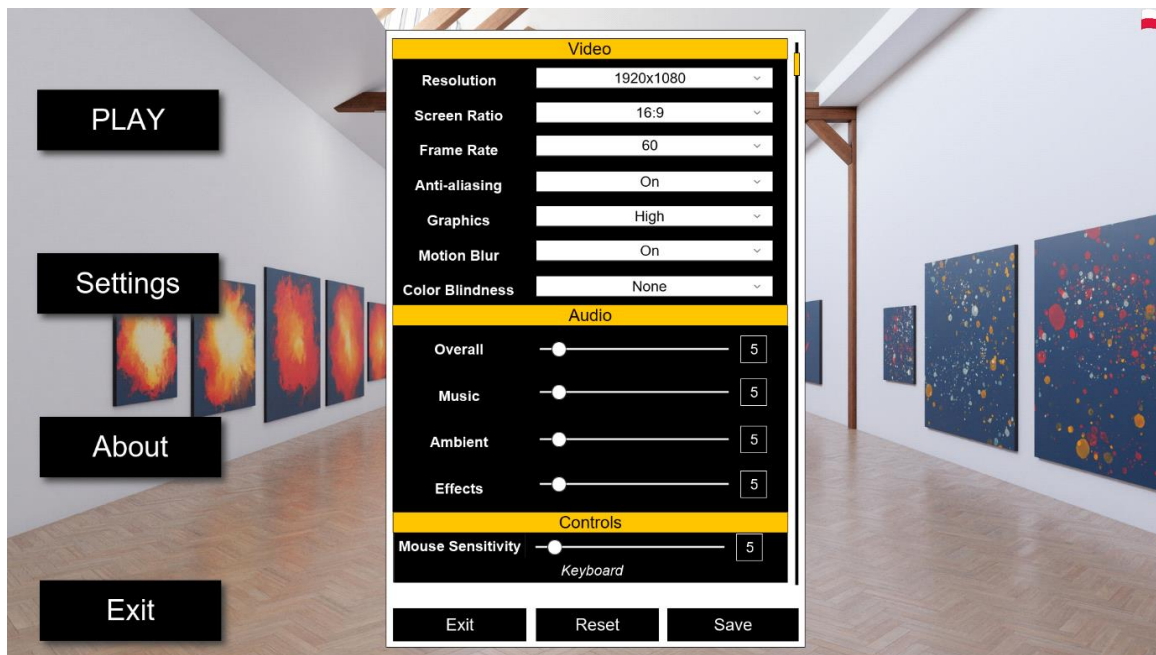 PLAY
Settings
About
Exit
Video
Resolution 1920x1080
Screen Ratio 16:9
Frame Rate 60
Anti-aliasing On
Graphics High
Motion Blur On
Color Blindness None
Audio
Overall 5
Music 5
Ambient 5
Effects 5
Controls
Mouse Sensitivity 5
Keyboard
Exit Reset Save